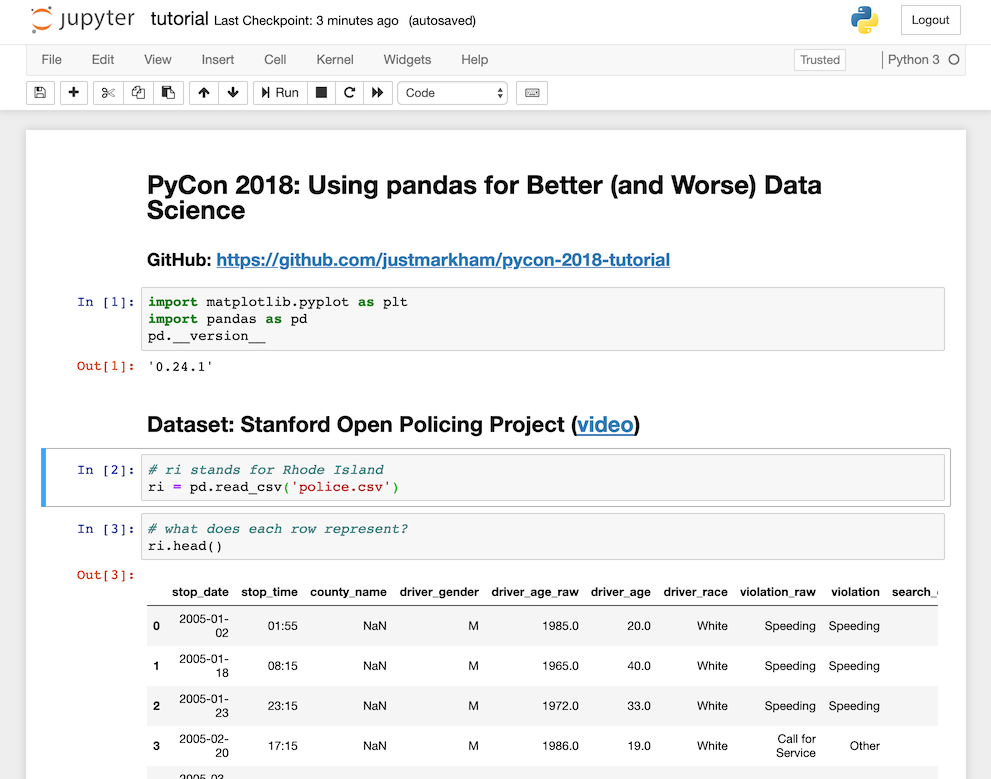 jupyter tutorial Last Checkpoint: 3 minutes ago (autosaved) Logout
File Edit View Insert Cell Kernel Widgets Help Trusted Python 3
Run Code
PyCon 2018: Using pandas for Better (and Worse) Data
Science
GitHub: https://github.com/justmarkham/pycon-2018-tutorial
In [1]: import matplotlib.pyplot as plt
import pandas as pd
pd.__version__
Out[1]: '0.24.1'
Dataset: Stanford Open Policing Project (video)
In [2]: # ri stands for Rhode Island
ri = pd.read_csv('police.csv')
In [3]: # what does each row represent?
ri.head()
Out[3]:
stop_date stop_time county_name driver_gender driver_age_raw driver_age driver_race violation_raw violation search_
0 2005-01-02 01:55 NaN M 1985.0 20.0 White Speeding Speeding
1 2005-01-18 08:15 NaN M 1965.0 40.0 White Speeding Speeding
2 2005-01-23 23:15 NaN M 1972.0 33.0 White Speeding Speeding
3 2005-02-20 17:15 NaN M 1986.0 19.0 White Call for Service Other
2005-03-